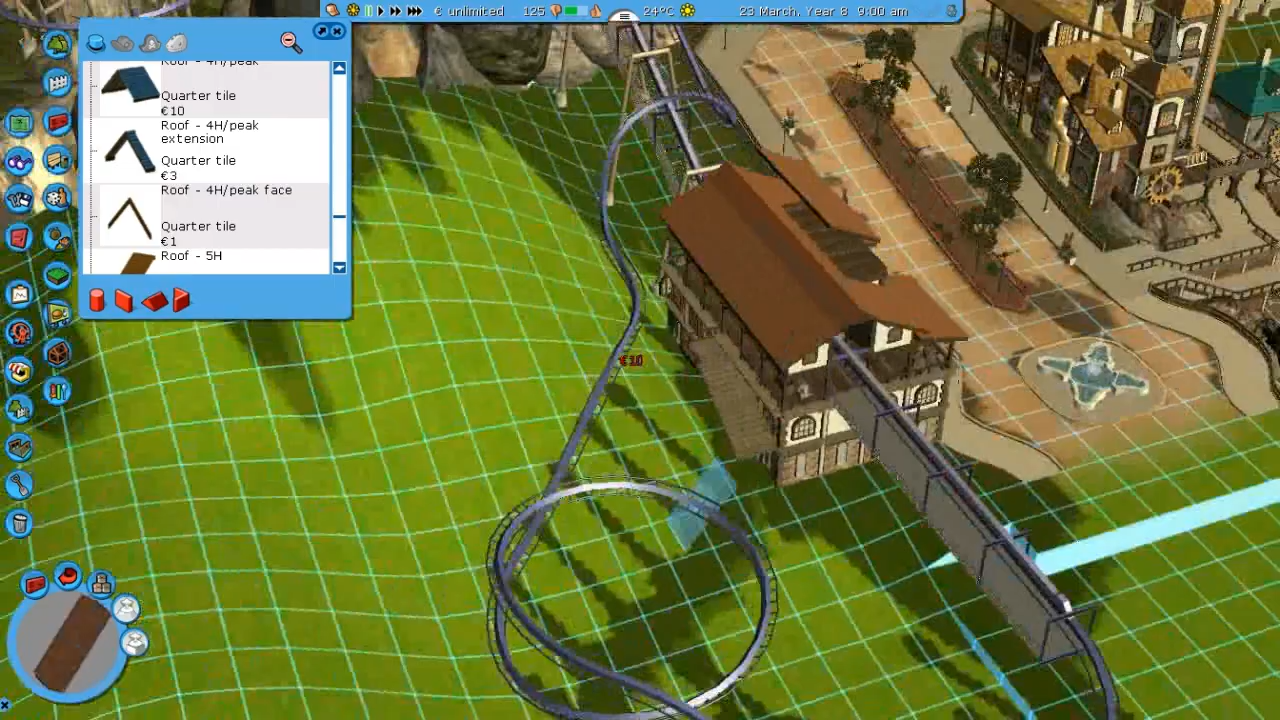 € unlimited 125 24°C 23 March, Year 8 9:00 am
Roof - 4H/peak
Quarter tile
€10
Roof - 4H/peak
extension
Quarter tile
€3
Roof - 4H/peak face
Quarter tile
€1
Roof - 5H
€10